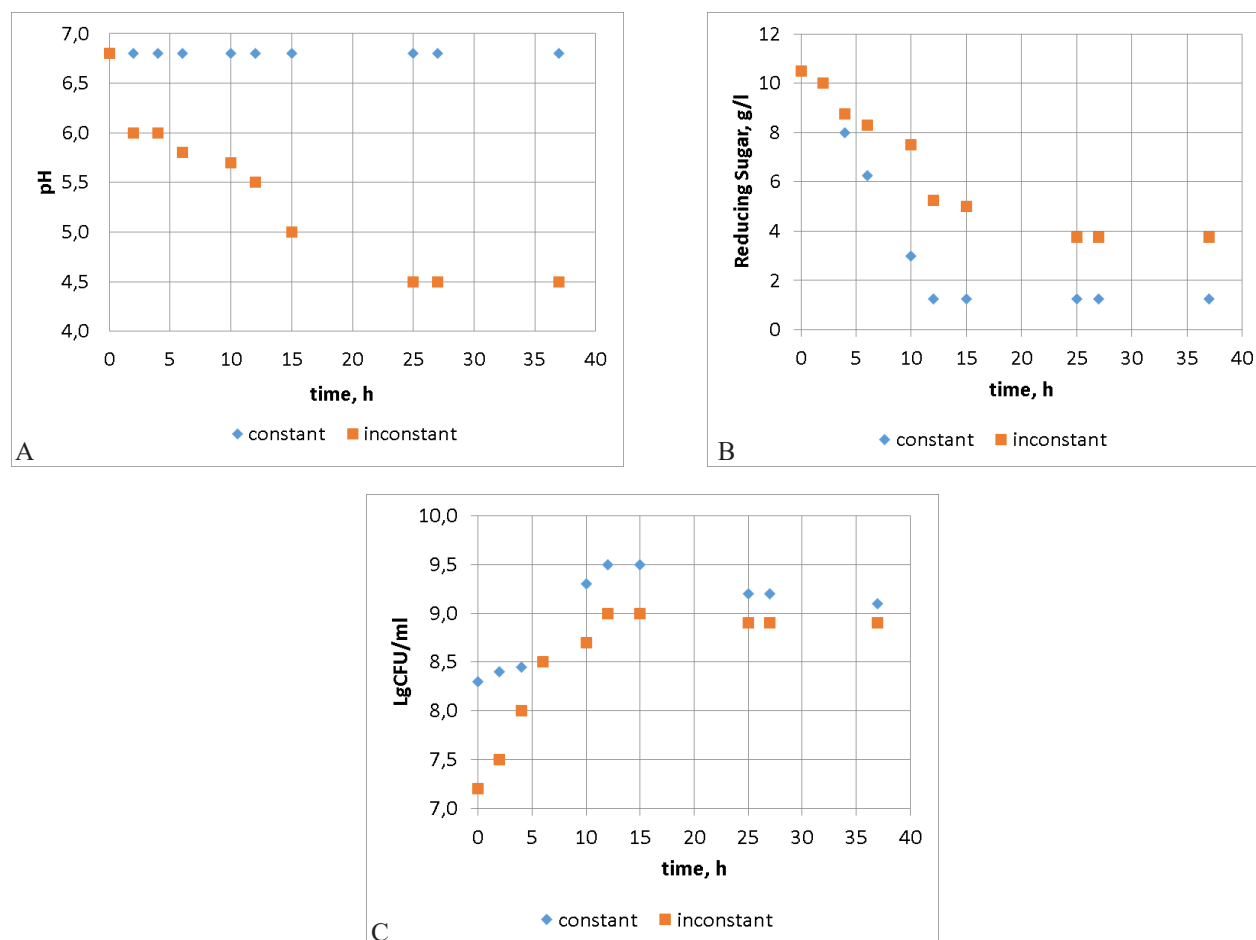 7,0
6,5
6,0
5,5
5,0
4,5
4,0
pH
0 5 10 15 20 25 30 35 40
time, h
constant inconstant
A
12
10
8
6
4
2
0
Reducing Sugar, g/l
0 5 10 15 20 25 30 35 40
time, h
constant inconstant
B
10,0
9,5
9,0
8,5
8,0
7,5
7,0
LgCFU/ml
0 5 10 15 20 25 30 35 40
time, h
constant inconstant
C